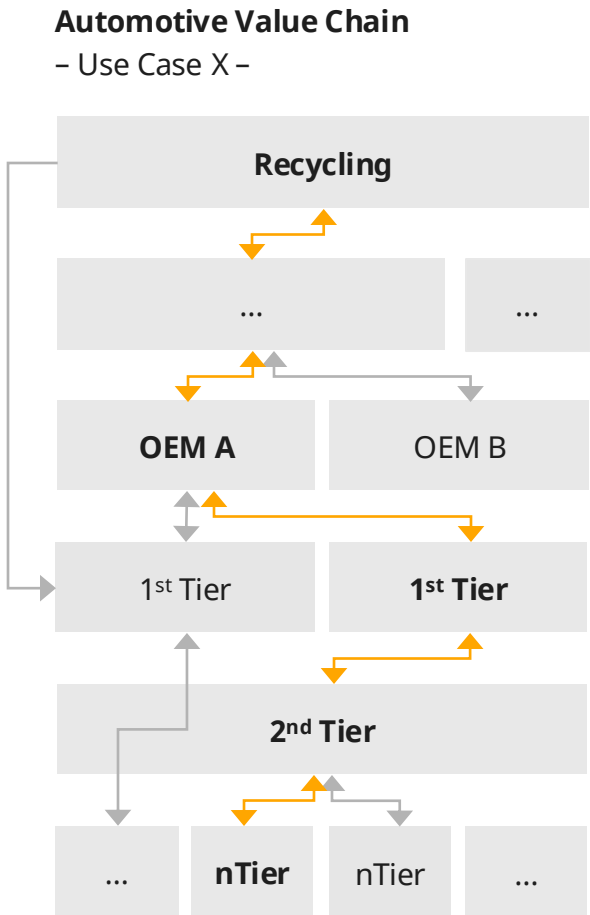 Automotive Value Chain
– Use Case X –
Recycling
...
...
OEM A
OEM B
1st Tier
1st Tier
2nd Tier
...
nTier
nTier
...